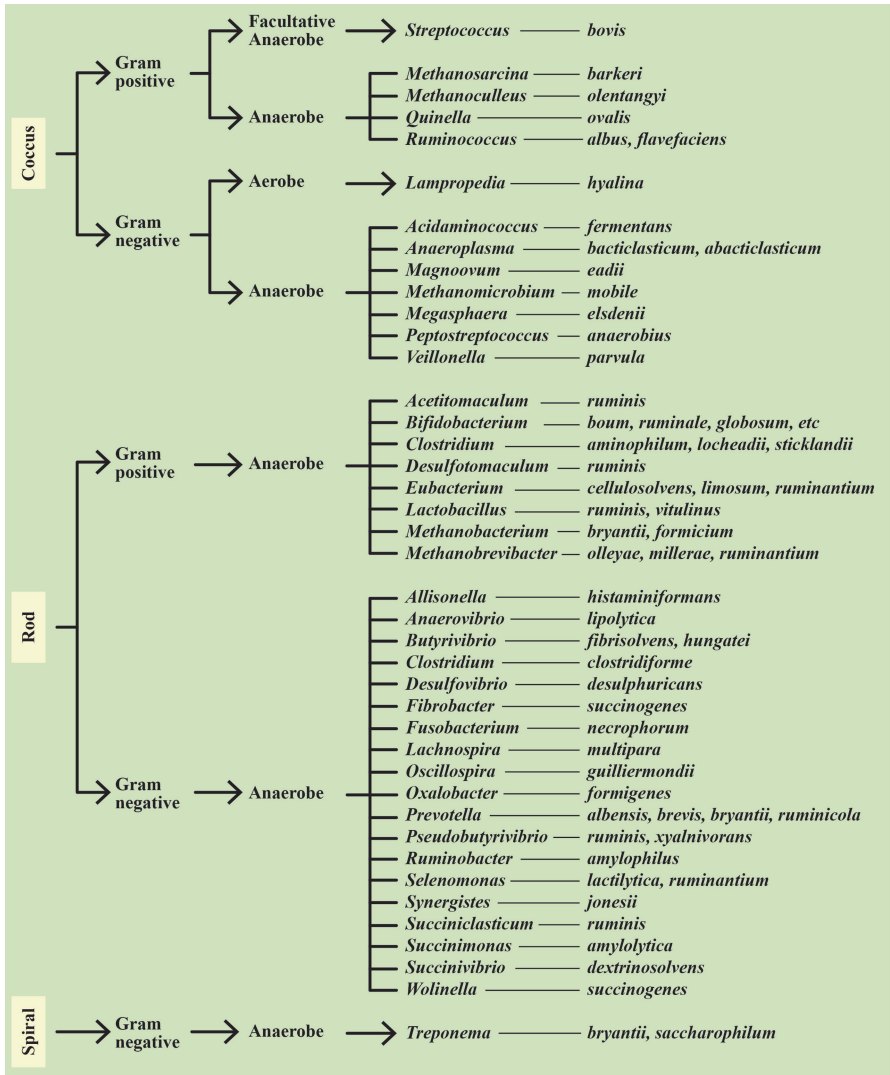 Coccus
Gram
positive
Facultative
Anaerobe
Streptococcus bovis
Anaerobe
Methanosarcina barkeri
Methanoculleus olentangyi
Quinella ovalis
Ruminococcus albus, flavefaciens
Gram
negative
Aerobe
Lampropedia hyalina
Anaerobe
Acidaminococcus fermentans
Anaeroplasma bacticlasticum, abacticlasticum
Magnoovum eadii
Methanomicrobium mobile
Megasphaera elsdenii
Peptostreptococcus anaerobius
Veillonella parvula
Rod
Gram
positive
Anaerobe
Acetitomaculum ruminis
Bifidobacterium boum, ruminale, globosum, etc
Clostridium aminophilum, locheadii, sticklandii
Desulfotomaculum ruminis
Eubacterium cellulosolvens, limosum, ruminantium
Lactobacillus ruminis, vitulinus
Methanobacterium bryantii, formicium
Methanobrevibacter olleyae, millerae, ruminantium
Gram
negative
Anaerobe
Allisonella histaminiformans
Anaerovibrio lipolytica
Butyrivibrio fibrisolvens, hungatei
Clostridium clostridiforme
Desulfovibrio desulphuricans
Fibrobacter succinogenes
Fusobacterium necrophorum
Lachnospira multipara
Oscillospira guilliermondii
Oxalobacter formigenes
Prevotella albensis, brevis, bryantii, ruminicola
Pseudobutyrivibrio ruminis, xyalnivorans
Ruminobacter amylophilus
Selenomonas lactilytica, ruminantium
Synergistes jonesii
Succiniclasticum ruminis
Succinimonas amylolytica
Succinivibrio dextrinosolvens
Wolinella succinogenes
Spiral
Gram
negative
Anaerobe
Treponema bryantii, saccharophilum